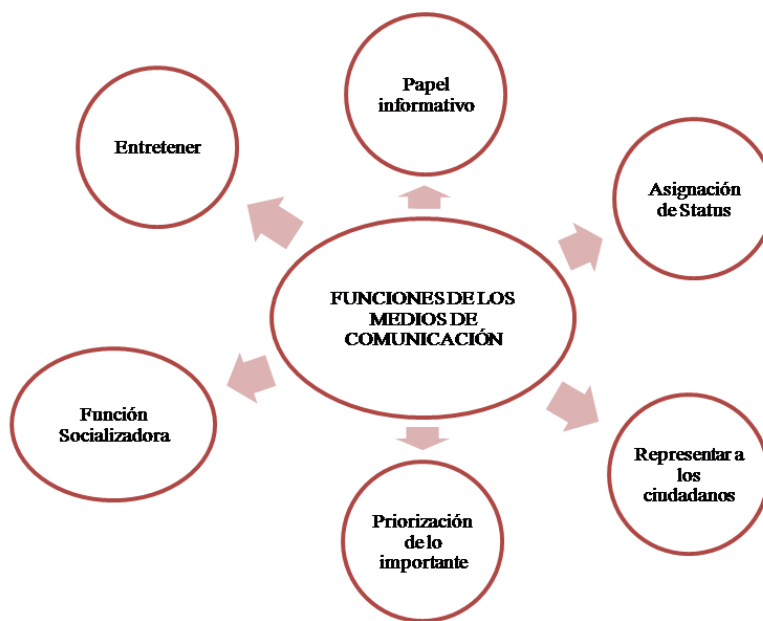 Papel
informativo
Entretener
Asignación
de Status
FUNCIONES DE LOS
MEDIOS DE
COMUNICACIÓN
Función
Socializadora
Representar a
los
ciudadanos
Priorización
de lo
importante